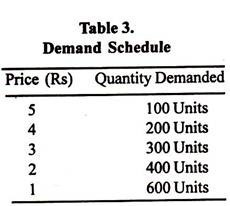 Table 3.
Demand Schedule
Price (Rs) Quantity Demanded
5 100 Units
4 200 Units
3 300 Units
2 400 Units
1 600 Units